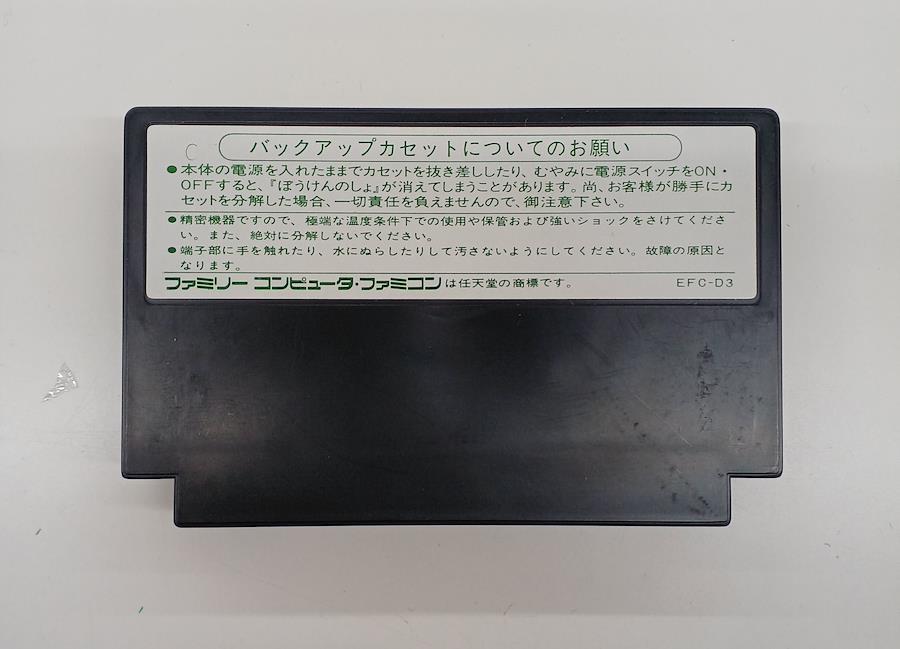 バックアップカセットについてのお願い
●本体の電源を入れたままでカセットを抜き差ししたり、むやみに電源スイッチをON・
OFFすると、『ぼうけんのしょ』が消えてしまうことがあります。尚、お客様が勝手にカ
セットを分解した場合、一切責任を負えませんので、御注意下さい。
●精密機器ですので、極端な温度条件下での使用や保管および強いショックをさけてくださ
い。また、絶対に分解しないでください。
●端子部に手を触れたり、水にぬらしたりして汚さないようにしてください。故障の原因と
なります。
ファミリー コンピュータ・ファミコンは任天堂の商標です。 EFC-D3